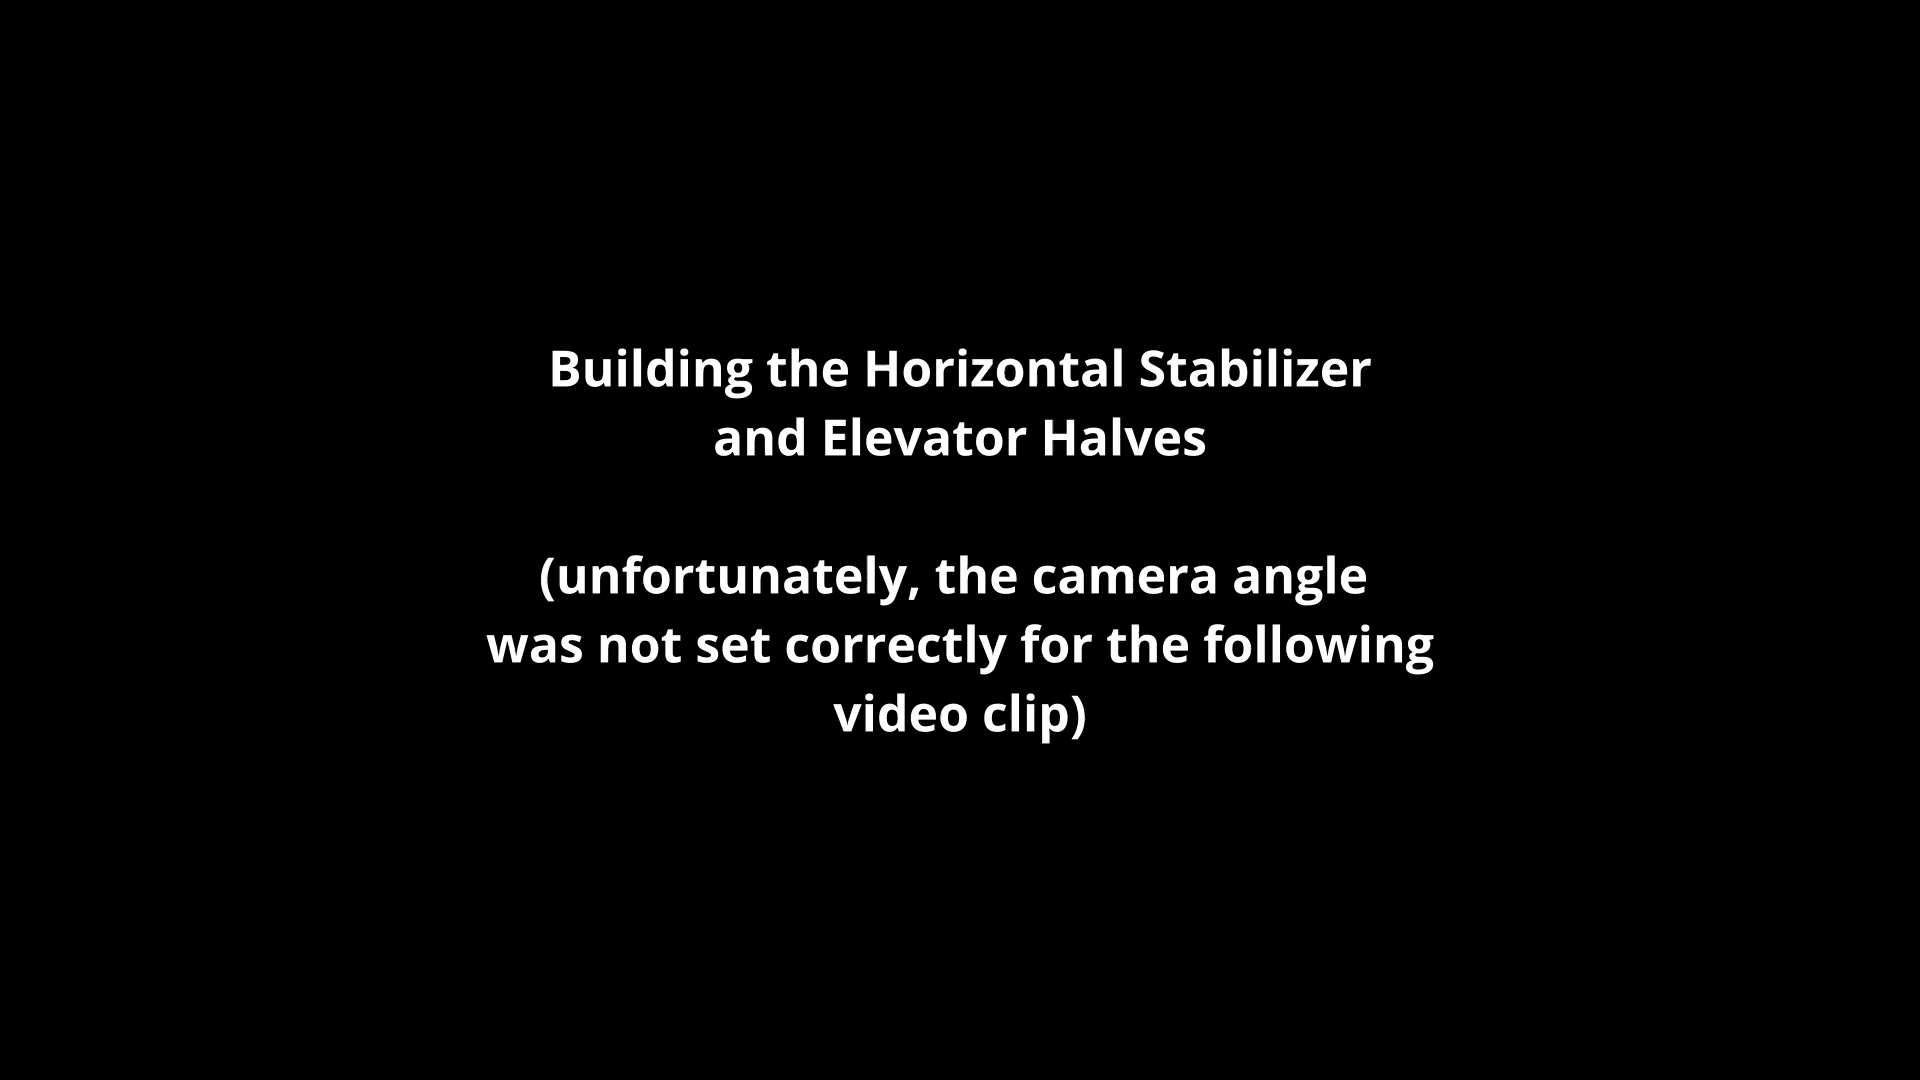 Building the Horizontal Stabilizer
and Elevator Halves
(unfortunately, the camera angle
was not set correctly for the following
video clip)